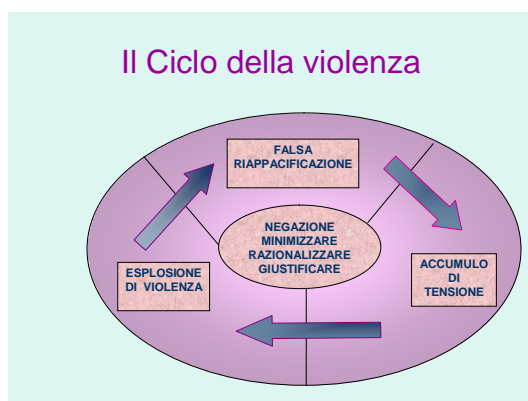 Il Ciclo della violenza
FALSA
RIAPPACIFICAZIONE
NEGAZIONE
MINIMIZZARE
RAZIONALIZZARE
GIUSTIFICARE
ESPLOSIONE
DI VIOLENZA
ACCUMULO
DI
TENSIONE